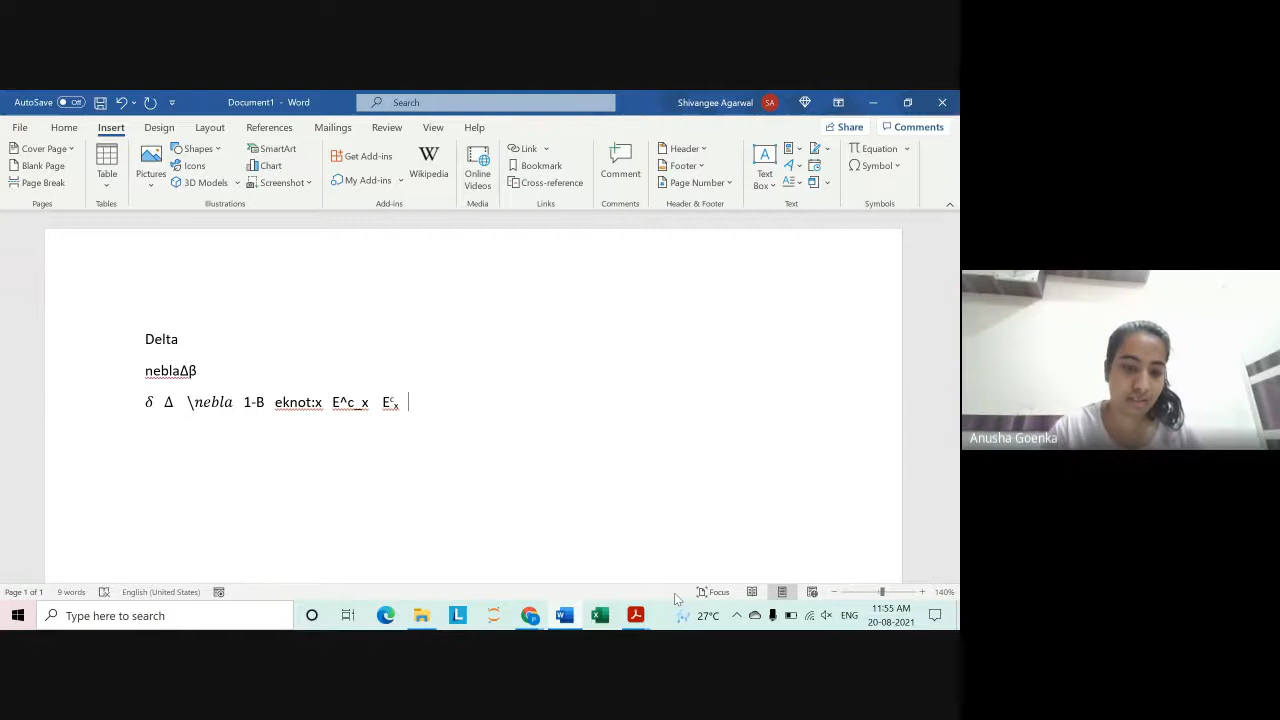 AutoSave Off Document1 - Word Search Shivangee Agarwal SA
File Home Insert Design Layout References Mailings Review View Help Share Comments
Cover Page
Blank Page
Page Break
Pages
Table
Tables
Pictures
Shapes
Icons
3D Models
SmartArt
Chart
Screenshot
Illustrations
Get Add-ins
My Add-ins
Wikipedia
Add-ins
Online
Videos
Media
Link
Bookmark
Cross-reference
Links
Comment
Comments
Header
Footer
Page Number
Header & Footer
Text
Box
Text
Equation
Symbol
Symbols
Delta
neblaΔβ
δ Δ \nebla 1-B eknot:x E^c_x Eᶜₓ
Anusha Goenka
Page 1 of 1 9 words English (United States) Focus 140%
Type here to search 27°C ENG 11:55 AM
20-08-2021